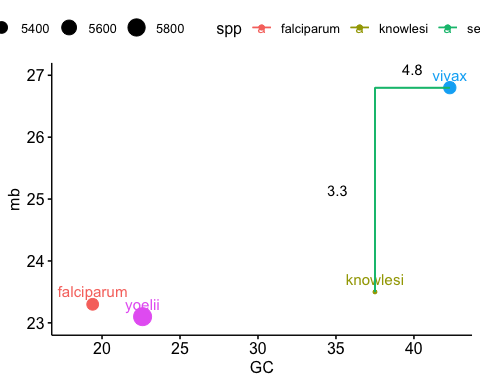 5400 5600 5800 spp a falciparum a knowlesi a se
27
4.8
vivax
26
25
3.3
mb
24
knowlesi
falciparum
yoelii
23
20 25 30 35 40
GC